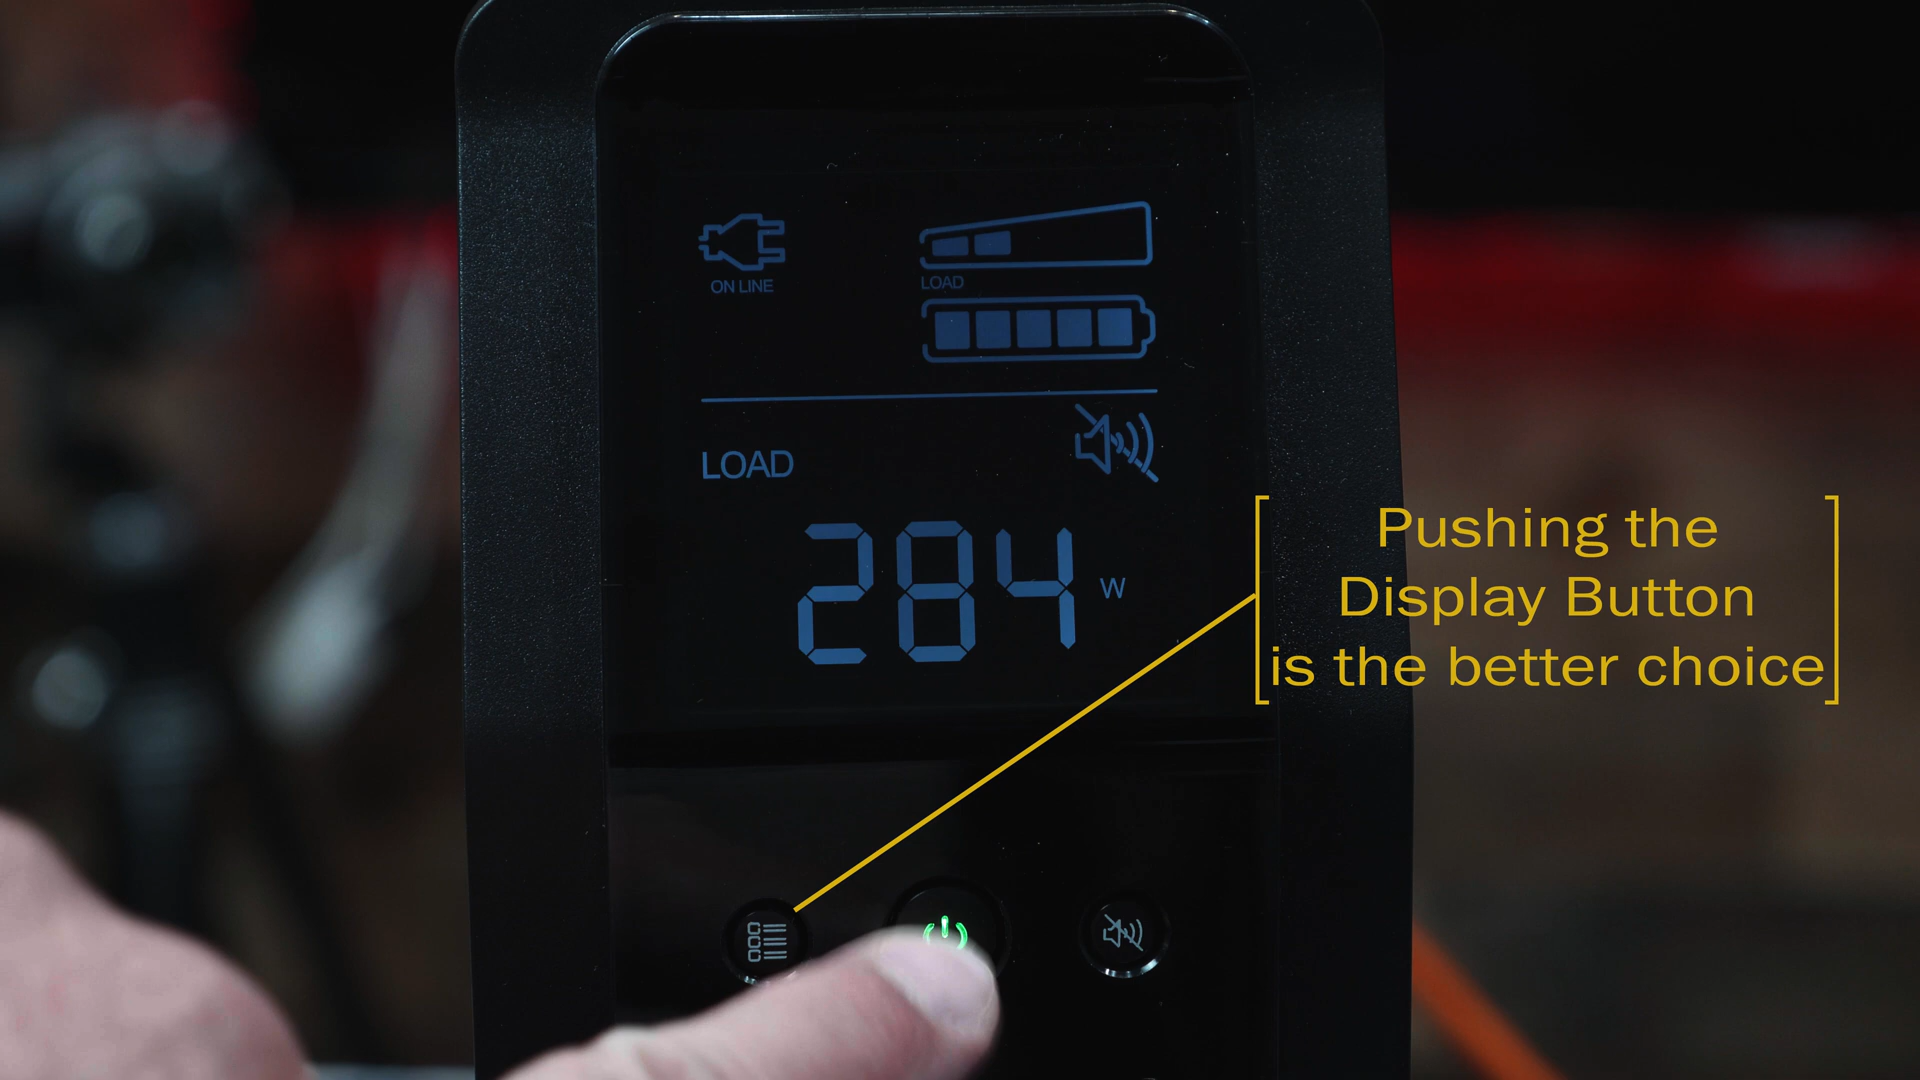 ON LINE
LOAD
LOAD
284 W
Pushing the
Display Button
is the better choice